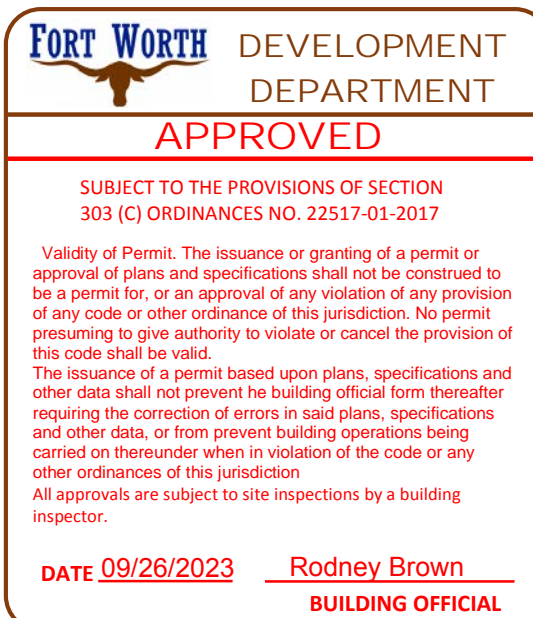 FORT WORTH
DEVELOPMENT
DEPARTMENT
APPROVED
SUBJECT TO THE PROVISIONS OF SECTION
303 (C) ORDINANCES NO. 22517-01-2017
Validity of Permit. The issuance or granting of a permit or
approval of plans and specifications shall not be construed to
be a permit for, or an approval of any violation of any provision
of any code or other ordinance of this jurisdiction. No permit
presuming to give authority to violate or cancel the provision of
this code shall be valid.
The issuance of a permit based upon plans, specifications and
other data shall not prevent he building official form thereafter
requiring the correction of errors in said plans, specifications
and other data, or from prevent building operations being
carried on thereunder when in violation of the code or any
other ordinances of this jurisdiction
All approvals are subject to site inspections by a building
inspector.
DATE 09/26/2023 Rodney Brown
BUILDING OFFICIAL